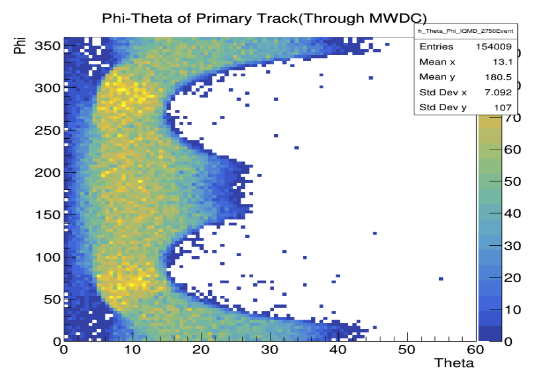 Phi-Theta of Primary Track(Through MWDC)
h_Theta_Phi_IQMD_2750Event
Entries 154009
Mean x 13.1
Mean y 180.5
Std Dev x 7.092
Std Dev y 107
Phi
350
300
250
200
150
100
50
0
0 10 20 30 40 50 60
Theta
70
60
50
40
30
20
10
0